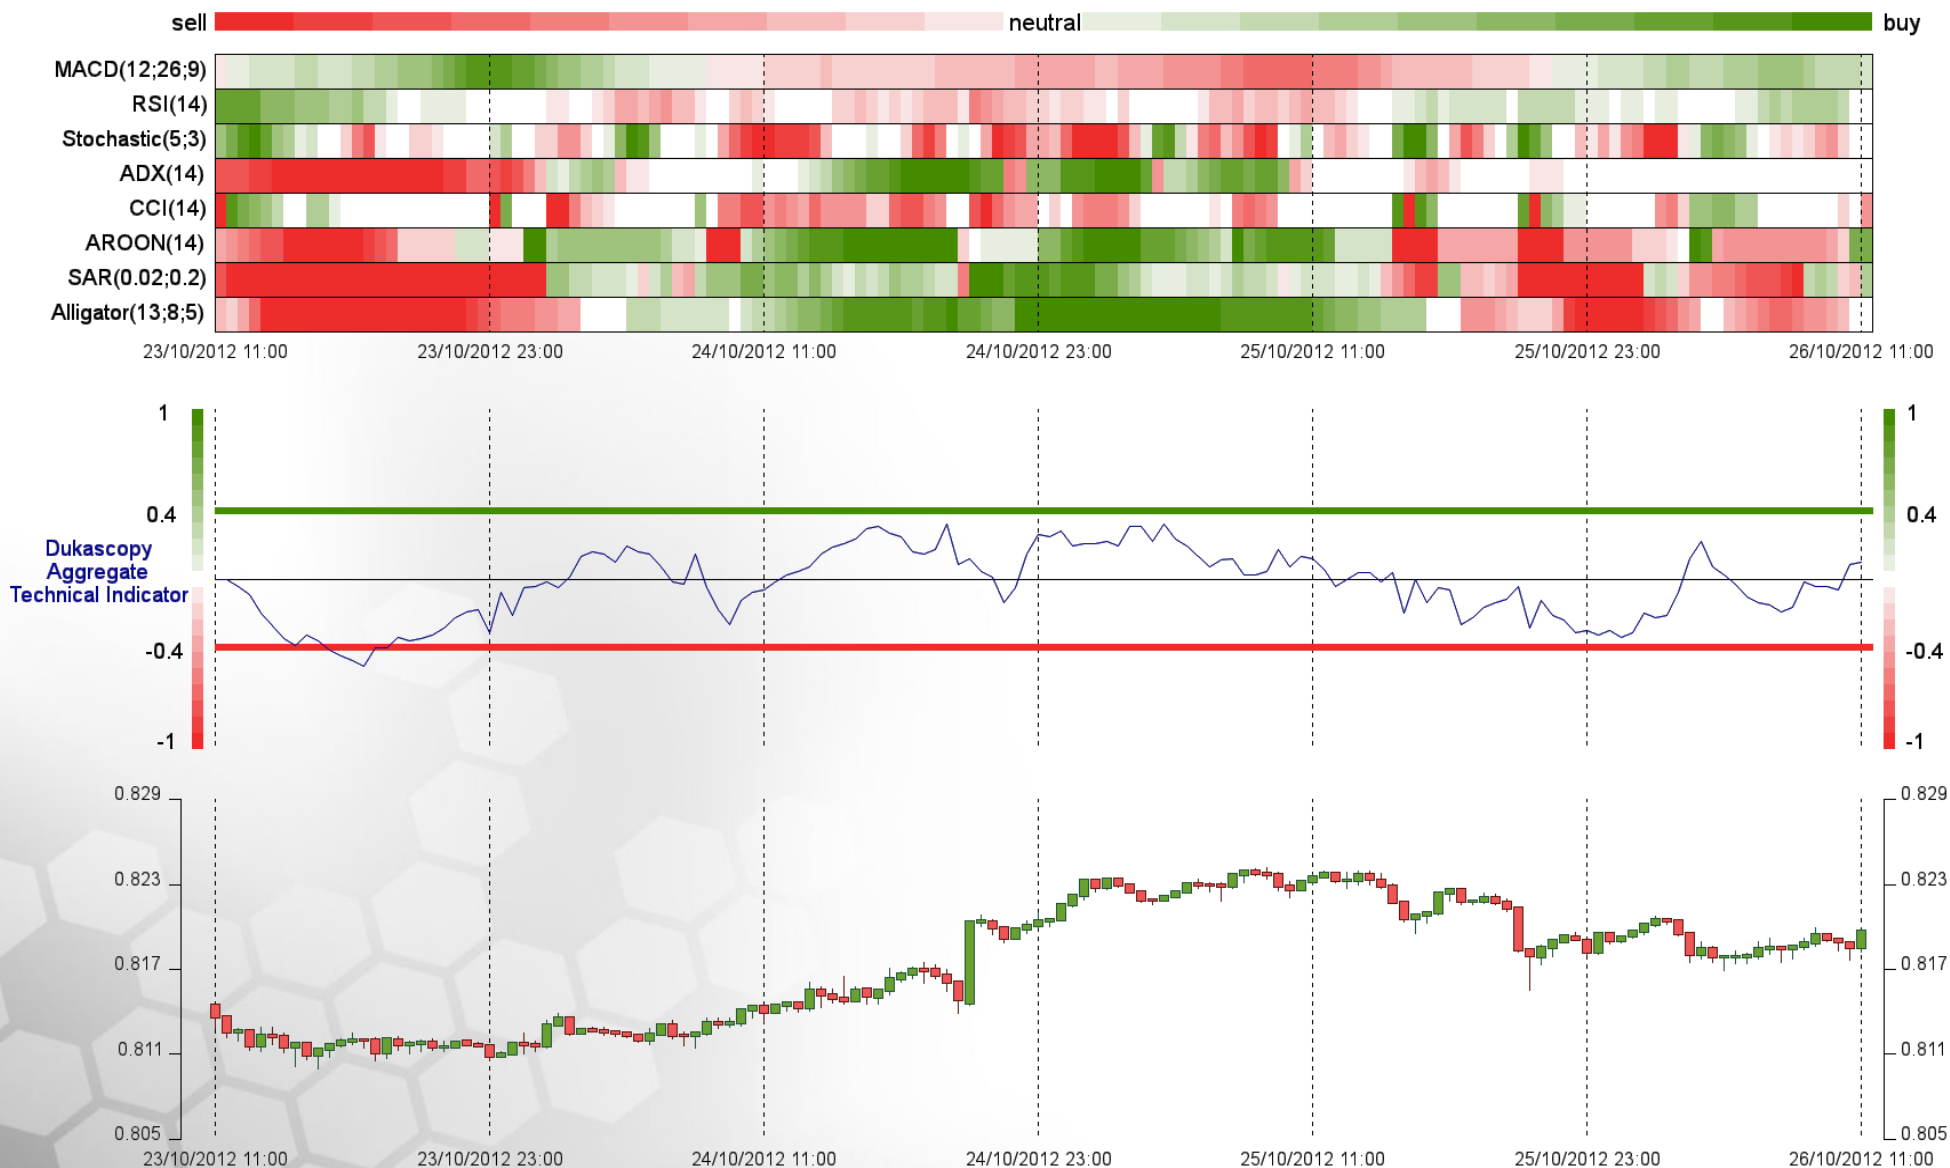 sell neutral buy
MACD(12;26;9)
RSI(14)
Stochastic(5;3)
ADX(14)
CCI(14)
AROON(14)
SAR(0.02;0.2)
Alligator(13;8;5)
23/10/2012 11:00 23/10/2012 23:00 24/10/2012 11:00 24/10/2012 23:00 25/10/2012 11:00 25/10/2012 23:00 26/10/2012 11:00
1 1
0.4 0.4
Dukascopy
Aggregate
Technical Indicator
-0.4 -0.4
-1 -1
0.829 0.829
0.823 0.823
0.817 0.817
0.811 0.811
0.805 0.805
23/10/2012 11:00 23/10/2012 23:00 24/10/2012 11:00 24/10/2012 23:00 25/10/2012 11:00 25/10/2012 23:00 26/10/2012 11:00